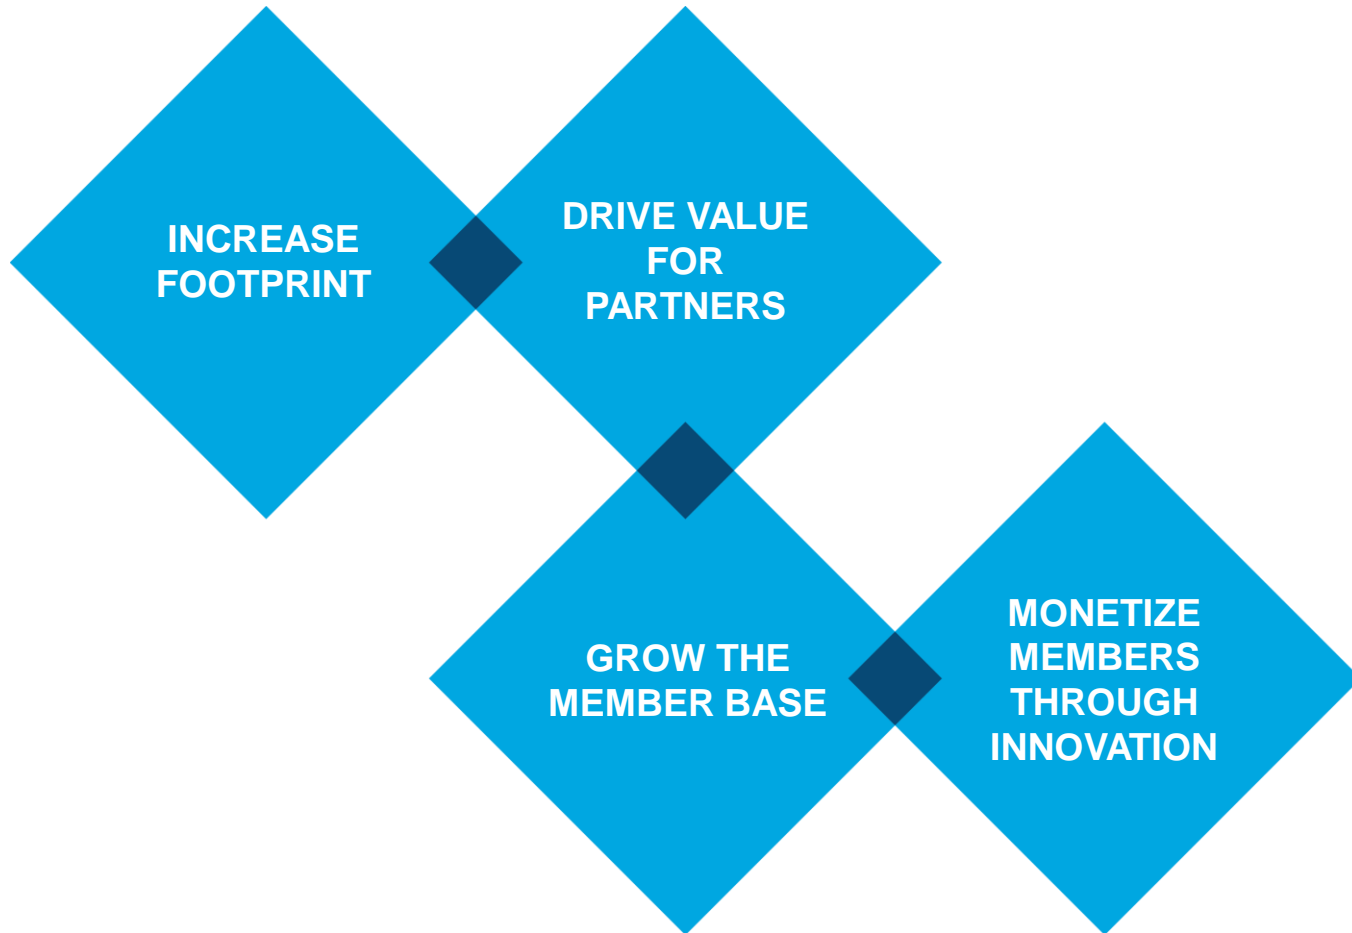 INCREASE
FOOTPRINT
DRIVE VALUE
FOR
PARTNERS
GROW THE
MEMBER BASE
MONETIZE
MEMBERS
THROUGH
INNOVATION